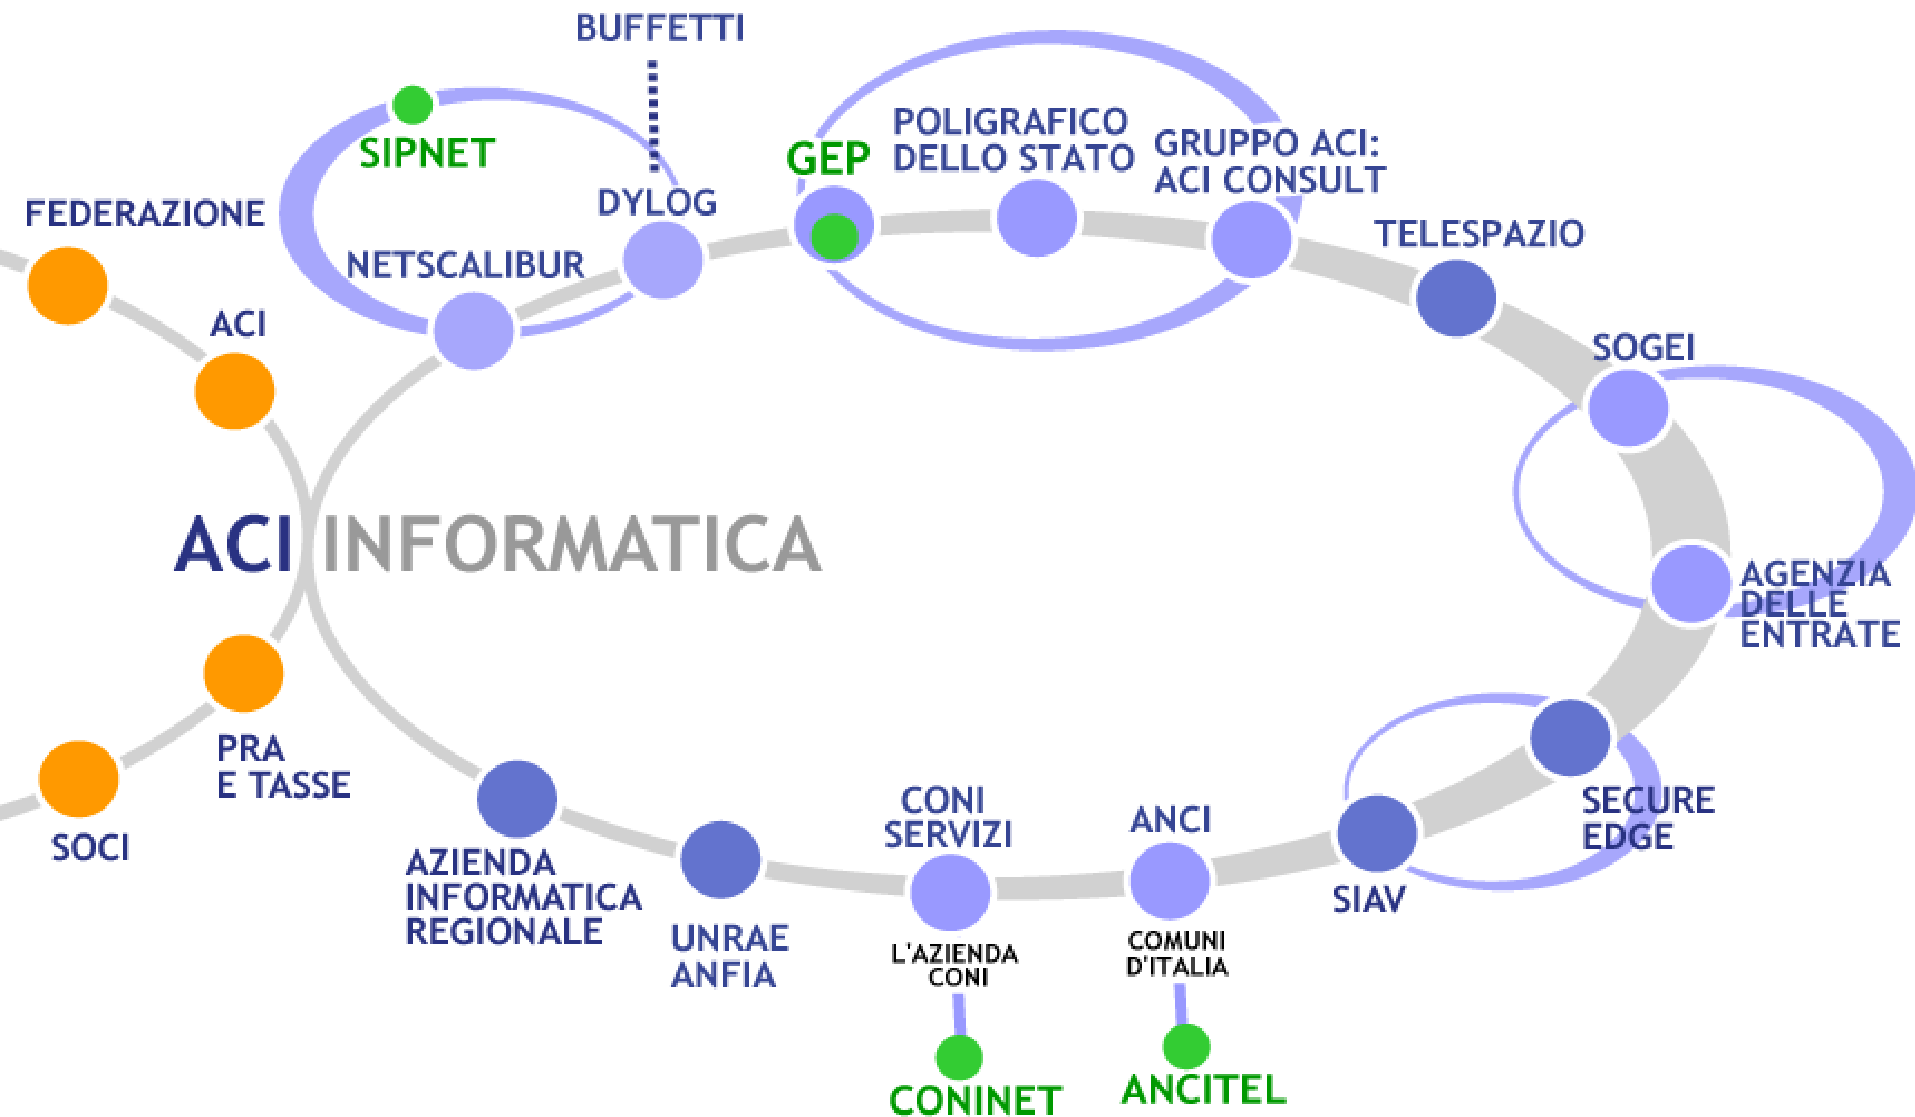 BUFFETTI
SIPNET
POLIGRAFICO
DELLO STATO
GEP
GRUPPO ACI:
ACI CONSULT
FEDERAZIONE
DYLOG
TELESPAZIO
NETSCALIBUR
ACI
SOGEI
ACI INFORMATICA
AGENZIA
DELLE
ENTRATE
PRA
E TASSE
SOCI
CONI
SERVIZI
ANCI
SECURE
EDGE
AZIENDA
INFORMATICA
REGIONALE
SIAV
UNRAE
ANFIA
L'AZIENDA
CONI
COMUNI
D'ITALIA
CONINET
ANCITEL